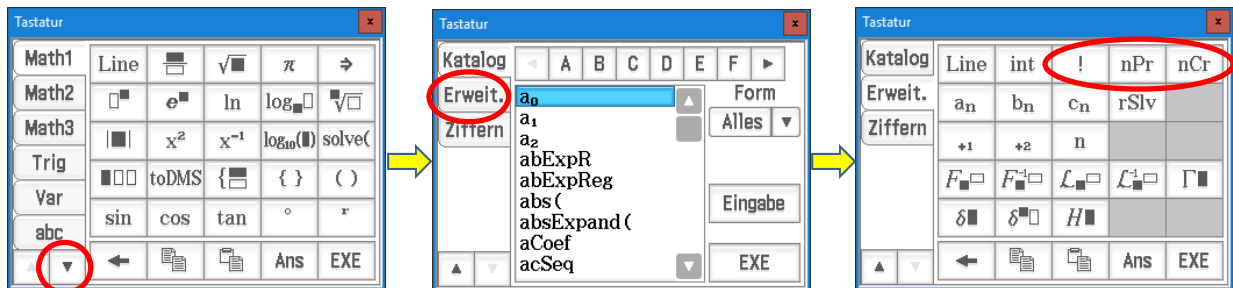 Tastatur x
Math1 Line √ π ⇒
Math2 e ln log √
Math3 | | x² x⁻¹ log₁₀( ) solve(
Trig toDMS { { } ( )
Var sin cos tan ° r
abc
▲ ▼ Ans EXE
Tastatur x
Katalog ◄ A B C D E F ►
Erweit. a₀ Form
Ziffern a₁ Alles ▼
a₂
abExpR
abExpReg
abs( Eingabe
absExpand(
aCoef
▲ ▼ acSeq EXE
Tastatur x
Katalog Line int ! nPr nCr
Erweit. aₙ bₙ cₙ rSlv
Ziffern +1 +2 n
F F⁻¹ L L⁻¹ Γ
δ δ H
▲ ▼ Ans EXE